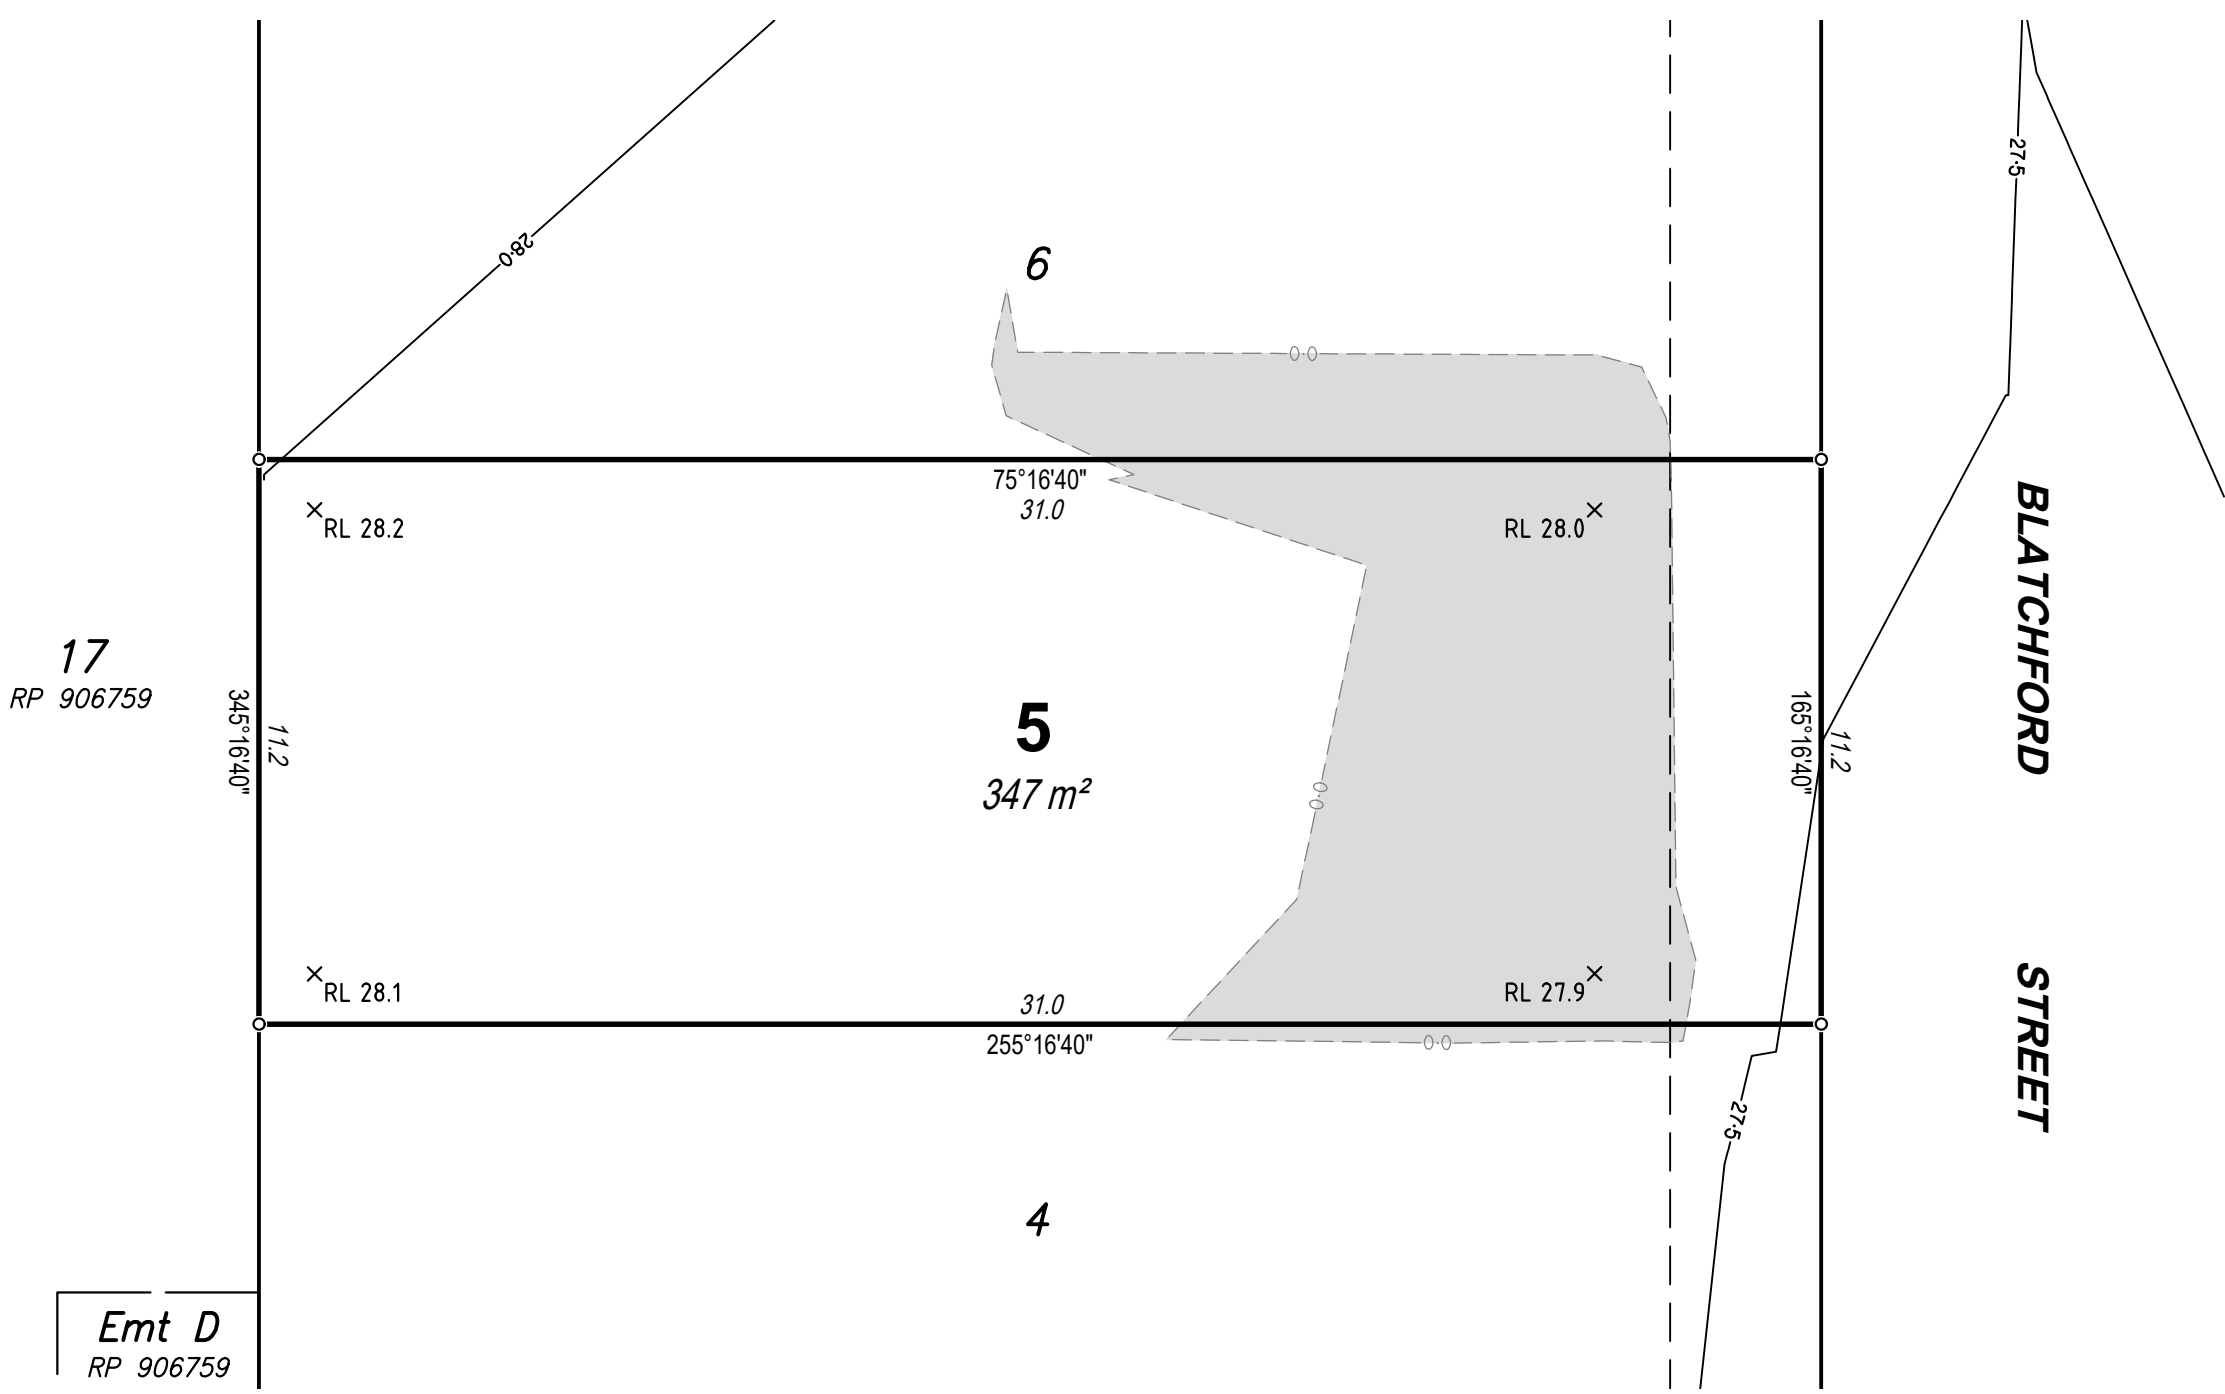 28·0
27·5
6
0·0
75°16'40"
31.0
RL 28.2
RL 28.0
BLATCHFORD STREET
17
RP 906759
345°16'40"
11.2
5
347 m²
165°16'40"
11.2
0·0
RL 28.1
RL 27.9
31.0
255°16'40"
0·0
27·5
4
Emt D
RP 906759